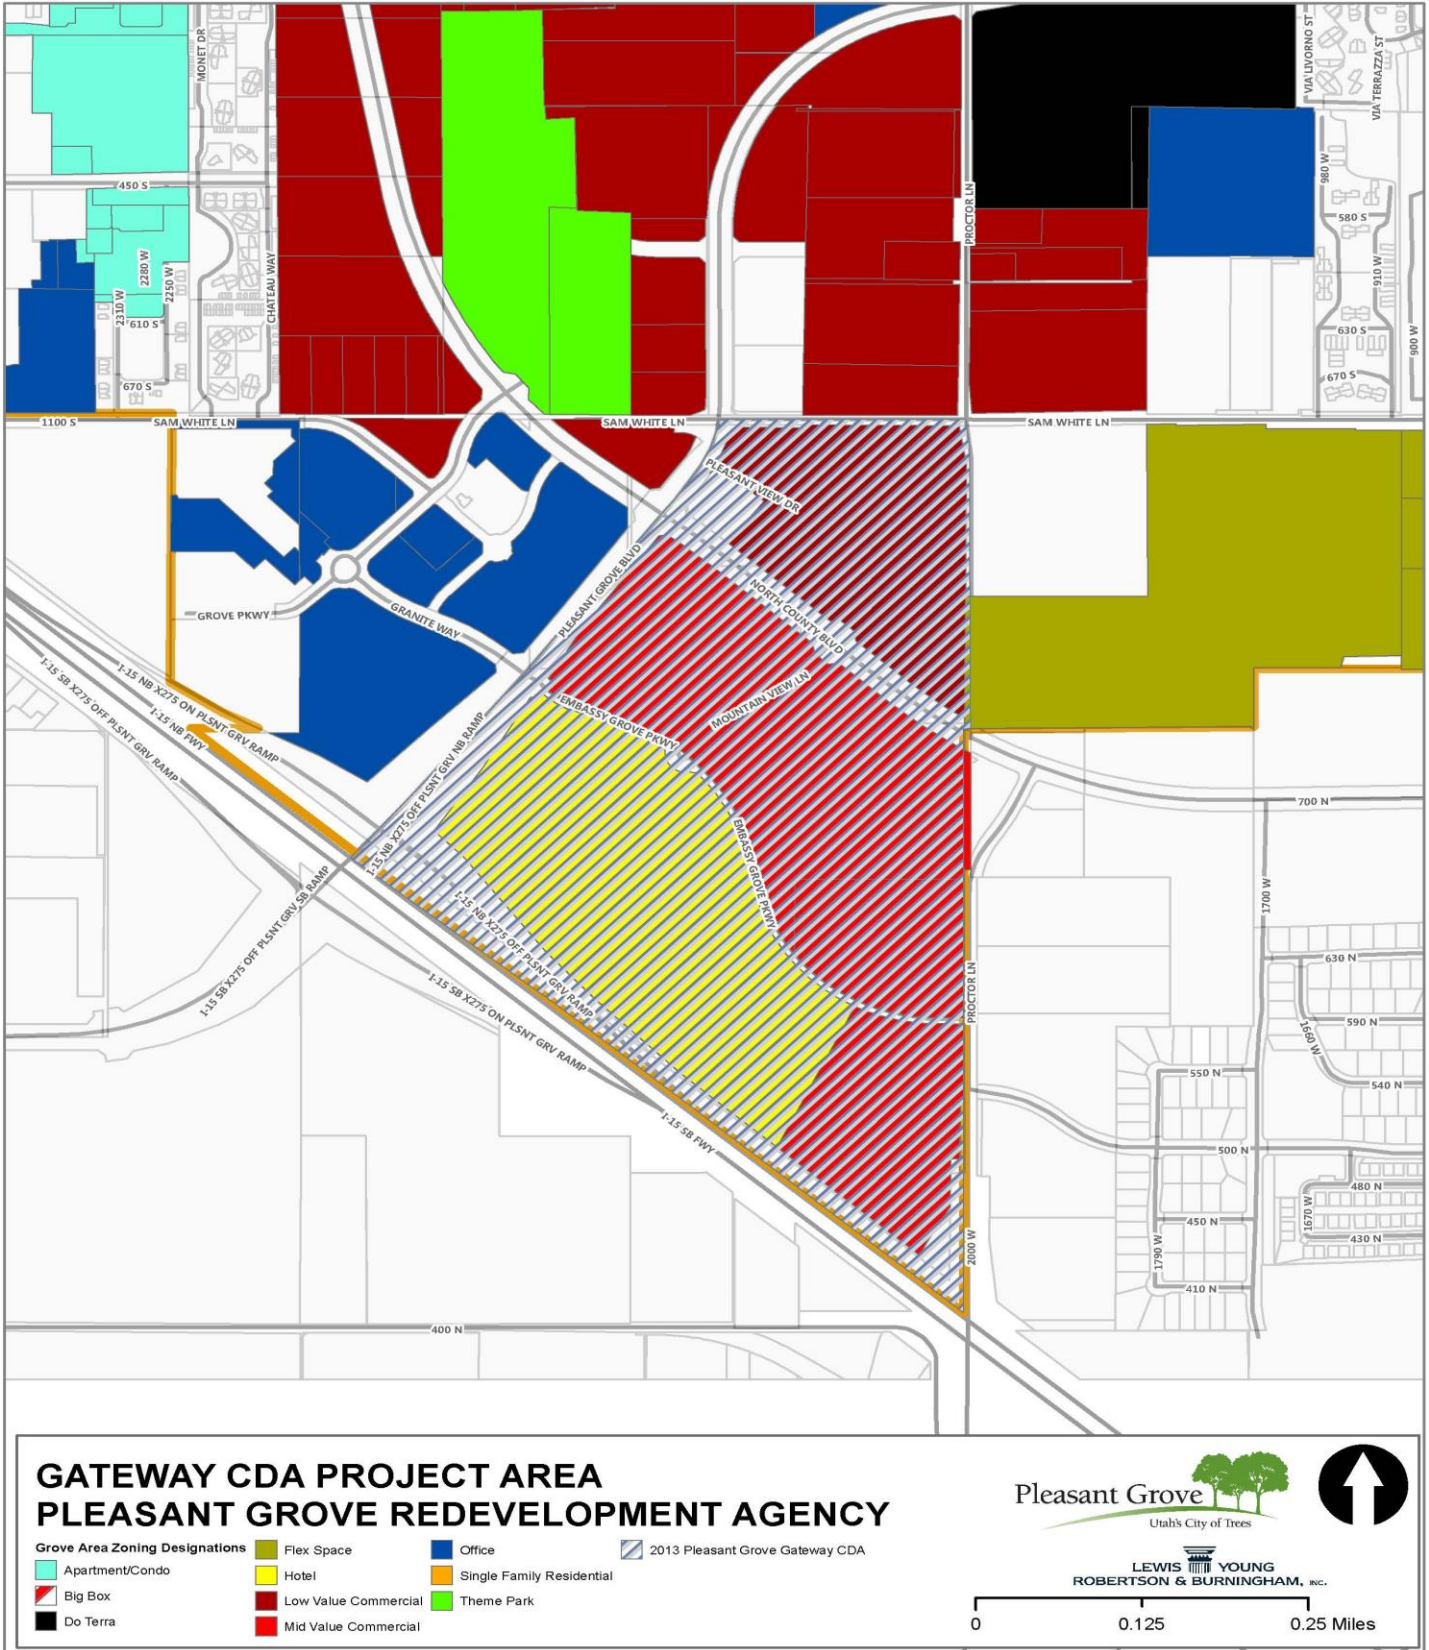 MONET DR
VIA LIVORNO ST
VIA TERRAZZA ST
450 S
980 W
PROCTOR LN
580 S
2280 W
2250 W
CHATEAU WAY
910 W
2310 W
610 S
630 S
900 W
670 S
670 S
1100 S
SAM WHITE LN
SAM WHITE LN
SAM WHITE LN
PLEASANT VIEW DR
PLEASANT GROVE BLVD
NORTH COUNTY BLVD
GROVE PKWY
GRANITE WAY
I-15 SB X275 OFF PLSNT GRV RAMP
I-15 NB X275 ON PLSNT GRV RAMP
I-15 NB FWY
MOUNTAIN VIEW LN
EMBASSY GROVE PKWY
I-15 NB X275 OFF PLSNT GRV NB RAMP
700 N
EMBASSY GROVE PKWY
1700 W
I-15 SB X275 OFF PLSNT GRV SB RAMP
I-15 NB X275 OFF PLSNT GRV RAMP
630 N
I-15 SB X275 ON PLSNT GRV RAMP
PROCTOR LN
590 N
1660 W
550 N
540 N
I-15 SB FWY
500 N
480 N
1670 W
450 N
430 N
2000 W
1790 W
410 N
400 N
GATEWAY CDA PROJECT AREA
PLEASANT GROVE REDEVELOPMENT AGENCY
Grove Area Zoning Designations
Apartment/Condo
Big Box
Do Terra
Flex Space
Hotel
Low Value Commercial
Mid Value Commercial
Office
Single Family Residential
Theme Park
2013 Pleasant Grove Gateway CDA
Pleasant Grove
Utah's City of Trees
LEWIS YOUNG
ROBERTSON & BURNINGHAM, INC.
0 0.125 0.25 Miles